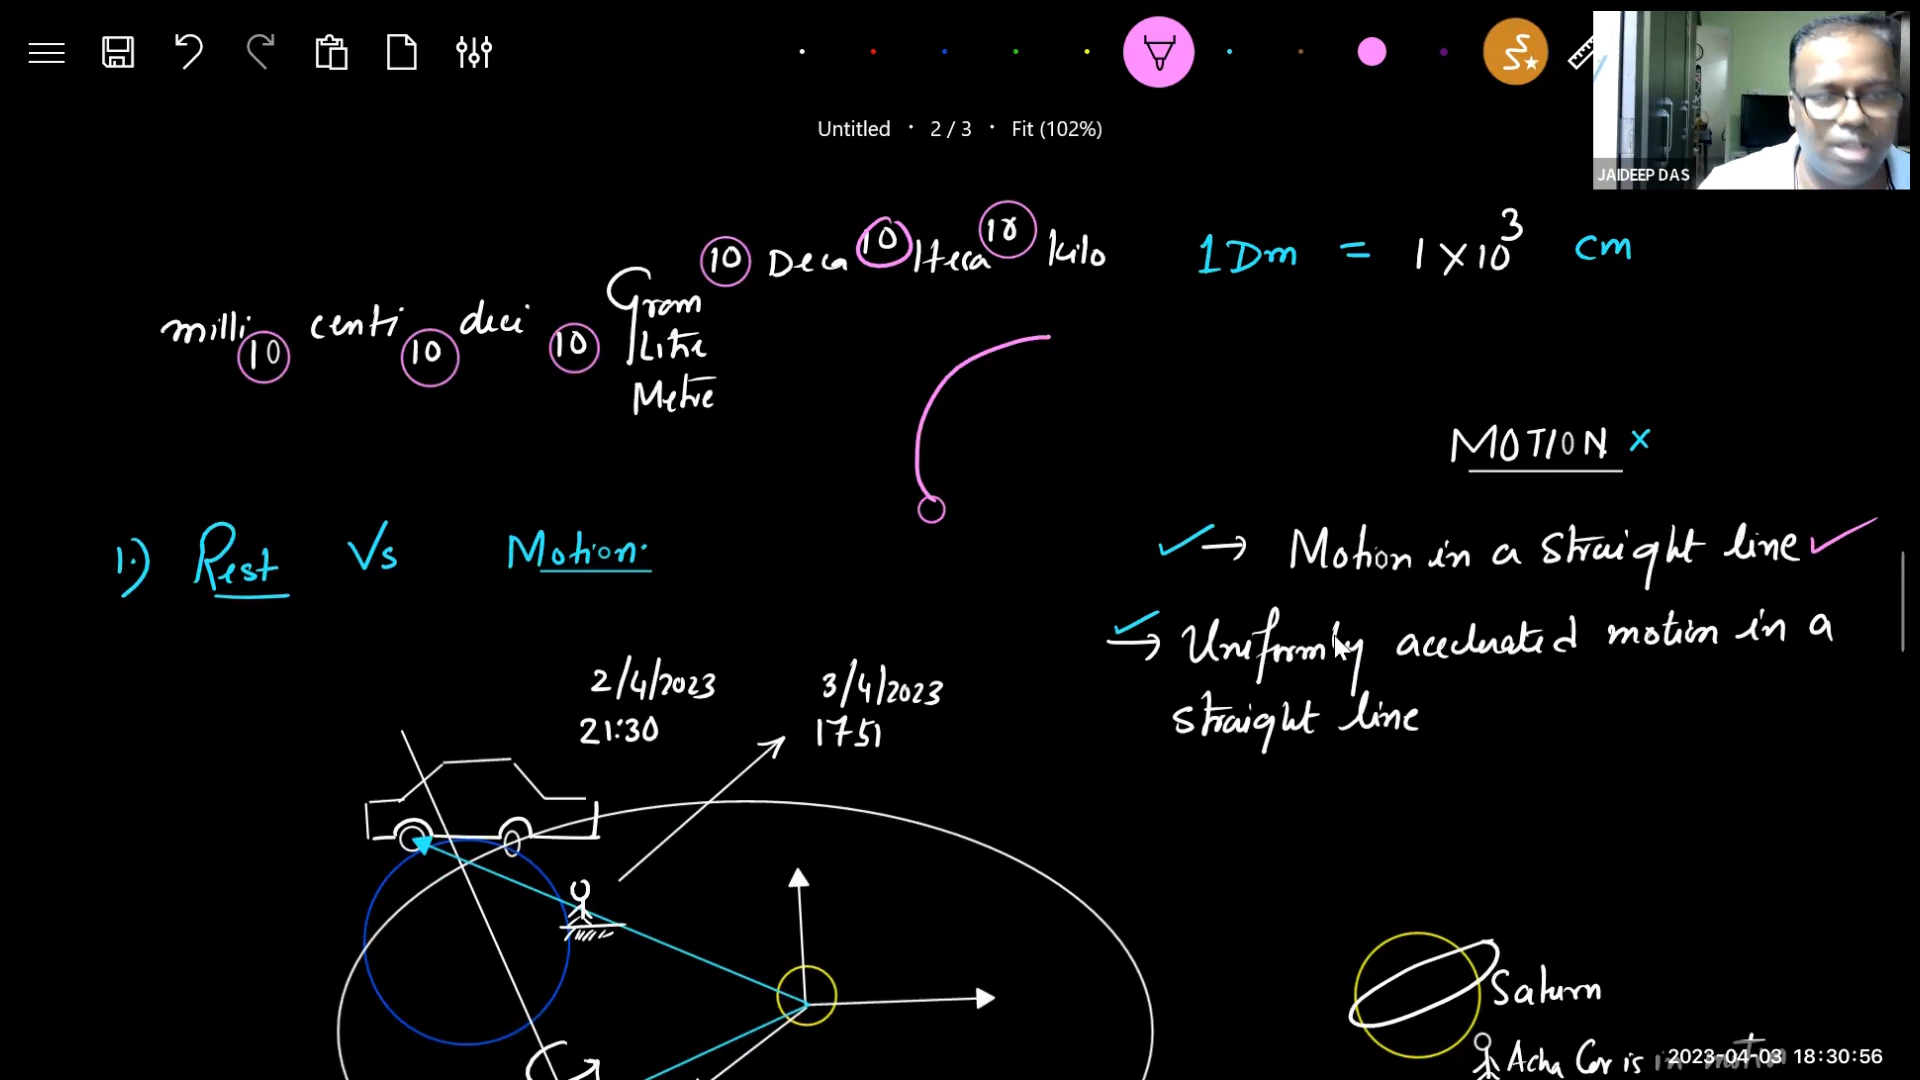 Untitled • 2 / 3 • Fit (102%)
JAIDEEP DAS
milli 10 centi 10 deci 10 Gram 10 Deca 10 Heca 10 kilo
Litre
Metre
1 Dm = 1 X 10³ cm
MOTION x
1.) Rest Vs Motion.
→ Motion in a straight line
→ Uniformly accelerated motion in a
straight line
2/4/2023 3/4/2023
21:30 1751
Saturn
Acha Car is in motion
2023-04-03 18:30:56